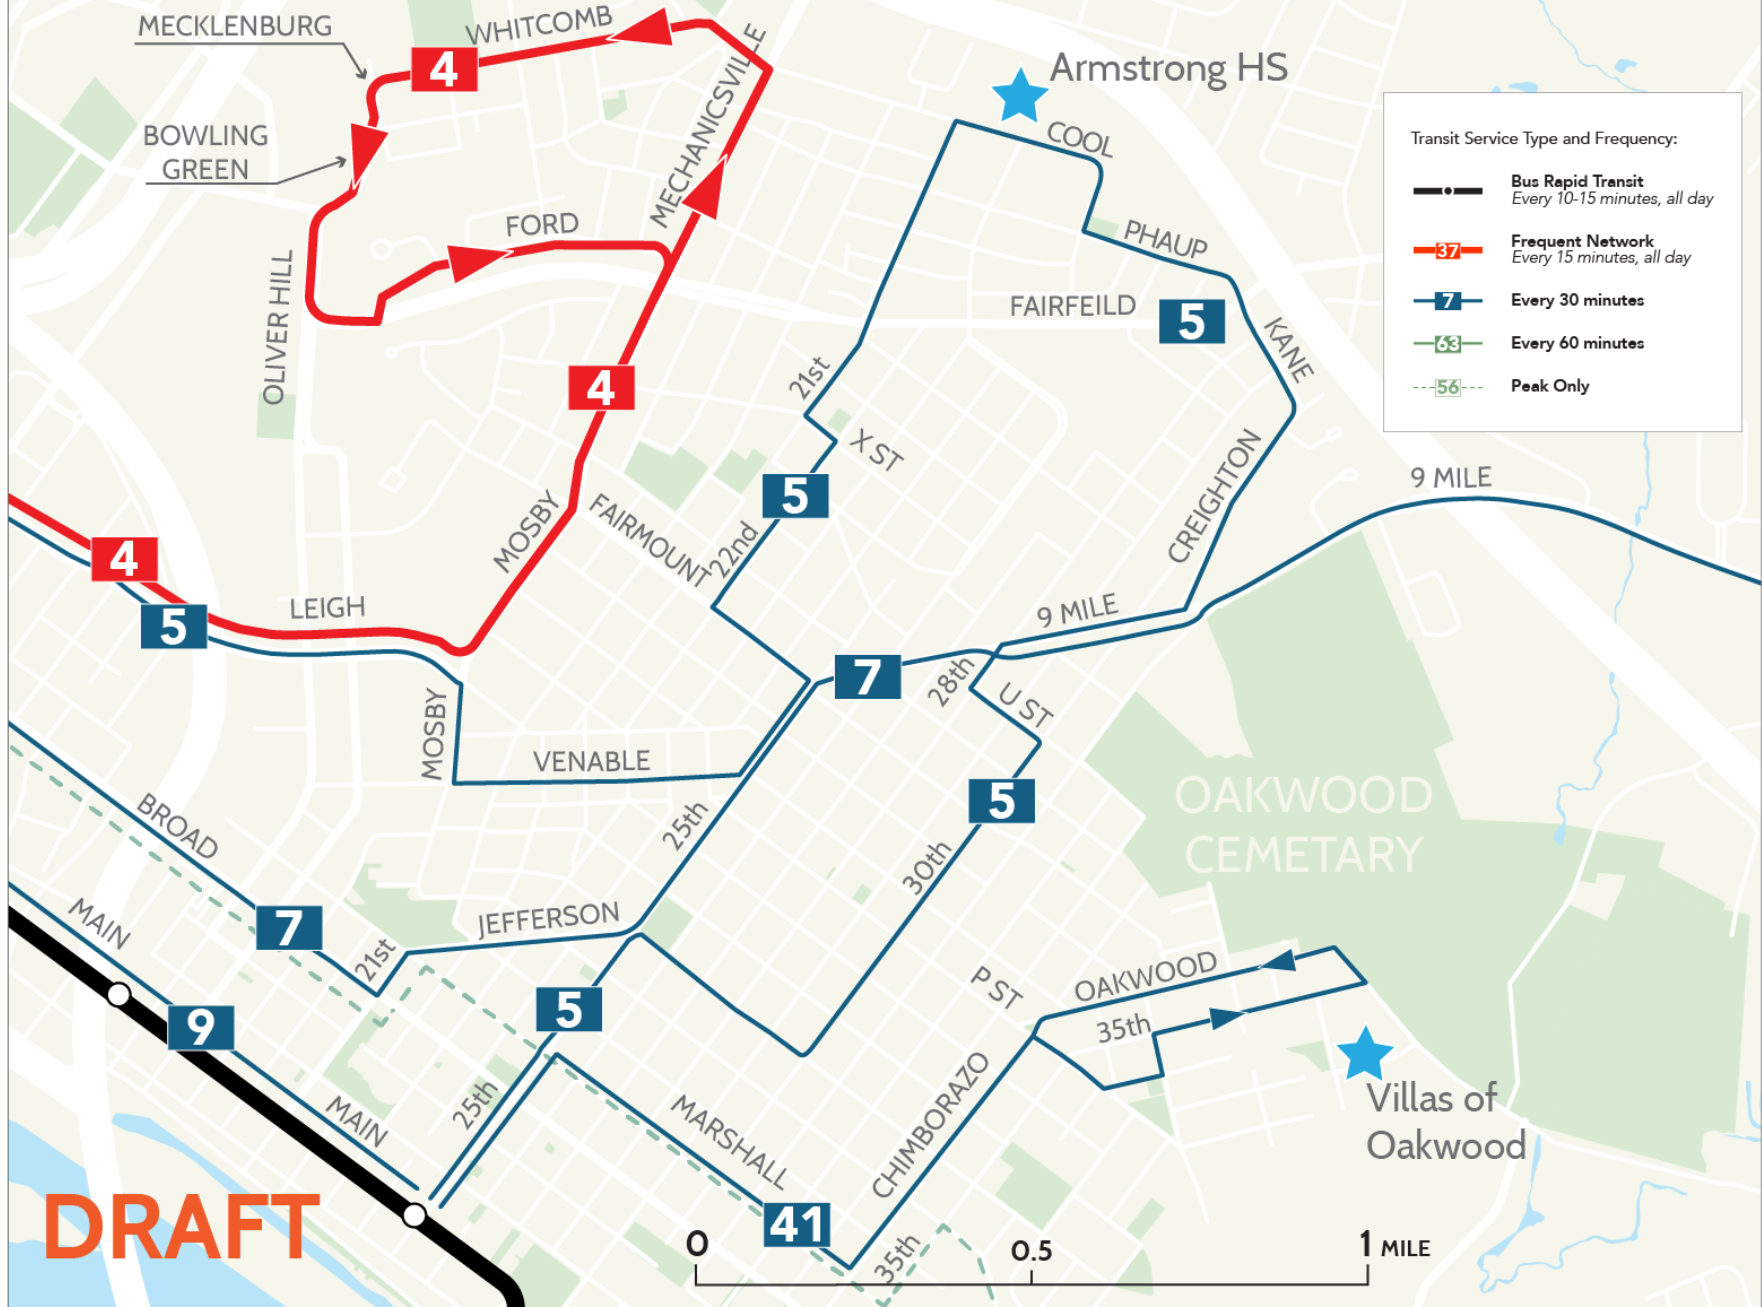 MECKLENBURG
WHITCOMB
4
BOWLING
GREEN
MECHANICSVILLE
Armstrong HS
COOL
PHAUP
FORD
OLIVER HILL
FAIRFEILD
5
KANE
Transit Service Type and Frequency:
Bus Rapid Transit
Every 10-15 minutes, all day
37
Frequent Network
Every 15 minutes, all day
7
Every 30 minutes
63
Every 60 minutes
56
Peak Only
4
21st
X ST
5
CREIGHTON
9 MILE
MOSBY
FAIRMOUNT
22nd
4
5
LEIGH
9 MILE
7
28th
U ST
MOSBY
VENABLE
5
OAKWOOD
CEMETARY
BROAD
25th
30th
7
JEFFERSON
MAIN
21st
P ST
OAKWOOD
35th
9
5
25th
MAIN
MARSHALL
CHIMBORAZO
Villas of
Oakwood
DRAFT
41
35th
0
0.5
1 MILE